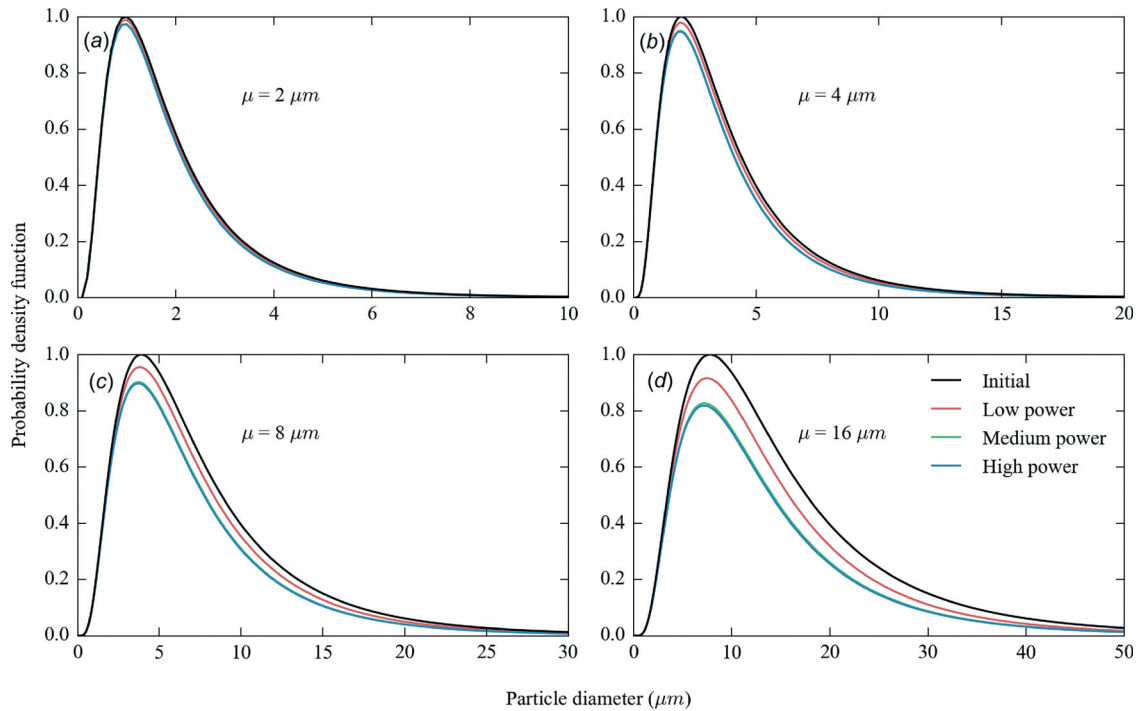 Probability density function
(a)
μ = 2 μm
1.0
0.8
0.6
0.4
0.2
0.0
0 2 4 6 8 10
(b)
μ = 4 μm
1.0
0.8
0.6
0.4
0.2
0.0
0 5 10 15 20
(c)
μ = 8 μm
1.0
0.8
0.6
0.4
0.2
0.0
0 5 10 15 20 25 30
(d)
μ = 16 μm
Initial
Low power
Medium power
High power
1.0
0.8
0.6
0.4
0.2
0.0
0 10 20 30 40 50
Particle diameter (μm)